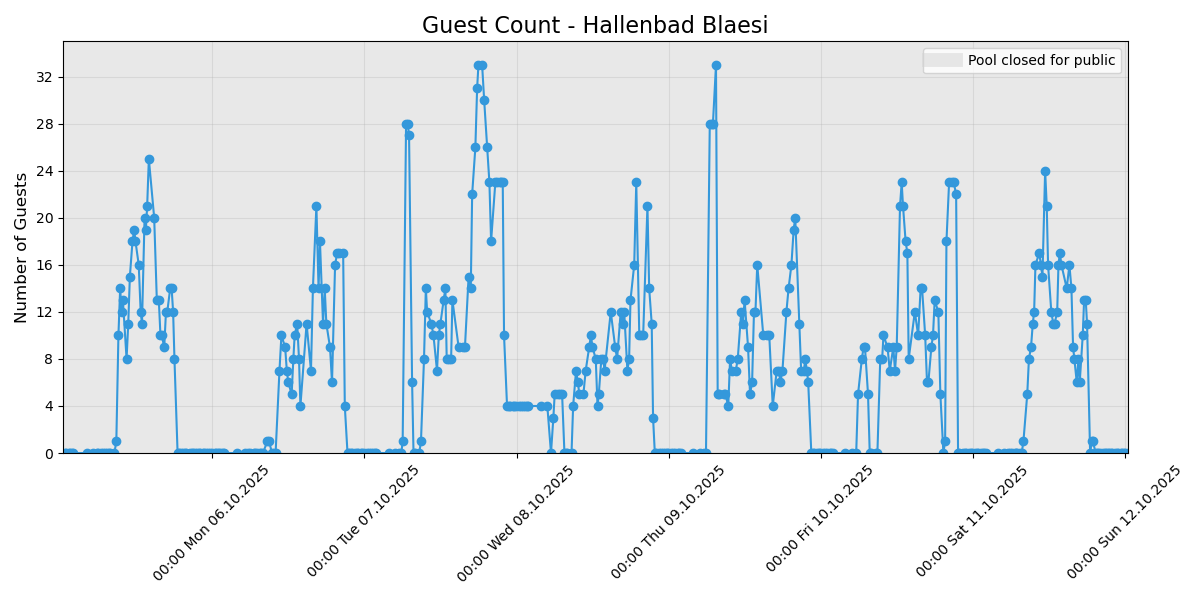 Guest Count - Hallenbad Blaesi
Pool closed for public
Number of Guests
32
28
24
20
16
12
8
4
0
00:00 Mon 06.10.2025
00:00 Tue 07.10.2025
00:00 Wed 08.10.2025
00:00 Thu 09.10.2025
00:00 Fri 10.10.2025
00:00 Sat 11.10.2025
00:00 Sun 12.10.2025